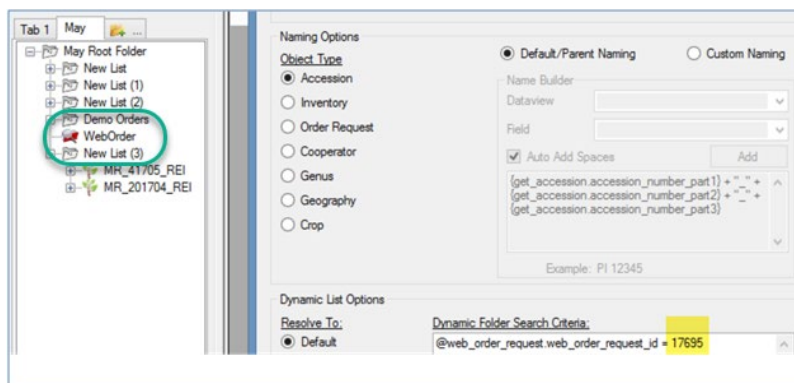 Tab 1 May ...
May Root Folder
New List
New List (1)
New List (2)
Demo Orders
WebOrder
New List (3)
MR_41705_REI
MR_201704_REI
Naming Options
Object Type
Accession
Inventory
Order Request
Cooperator
Genus
Geography
Crop
Default/Parent Naming Custom Naming
Name Builder
Dataview
Field
Auto Add Spaces Add
{get_accession.accession_number_part1} + "_" +
{get_accession.accession_number_part2} + "_" +
{get_accession.accession_number_part3}
Example: PI 12345
Dynamic List Options
Resolve To: Dynamic Folder Search Criteria:
Default @web_order_request.web_order_request_id = 17695